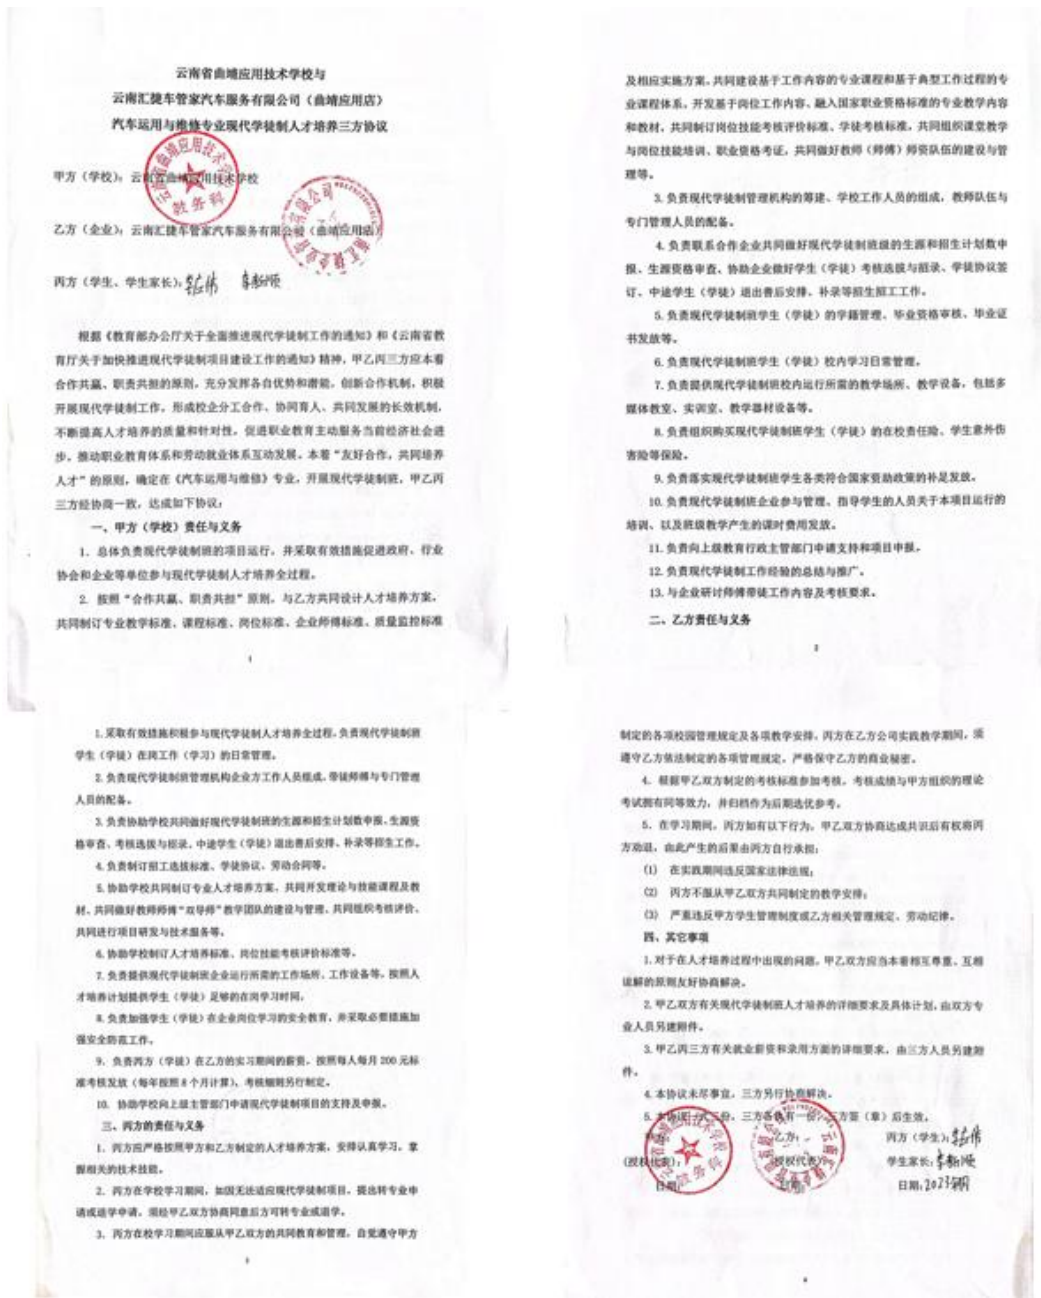 云南省曲靖应用技术学校与
云南汇捷车管家汽车服务有限公司（曲靖应用店）
汽车运用与维修专业现代学徒制人才培养三方协议
甲方（学校）：云南省曲靖应用技术学校
乙方（企业）：云南汇捷车管家汽车服务有限公司（曲靖应用店）
丙方（学生、学生家长）：
根据《教育部办公厅关于全面推进现代学徒制工作的通知》和《云南省教
育厅关于加快推进现代学徒制项目建设工作的通知》精神，甲乙丙三方应本着
合作共赢、职责共担的原则，充分发挥各自优势和潜能，创新合作机制，积极
开展现代学徒制工作，形成校企分工合作、协同育人、共同发展的长效机制，
不断提高人才培养的质量和针对性，促进职业教育主动服务当前经济社会进
步，推动职业教育体系和劳动就业体系互动发展。本着“友好合作，共同培养
人才”的原则，确定在《汽车运用与维修》专业，开展现代学徒制班，甲乙丙
三方经协商一致，达成如下协议：
一、甲方（学校）责任与义务
1．总体负责现代学徒制班的项目运行，并采取有效措施促进政府、行业
协会和企业等单位参与现代学徒制人才培养全过程。
2．按照“合作共赢、职责共担”原则，与乙方共同设计人才培养方案，
共同制订专业教学标准、课程标准、岗位标准、企业师傅标准、质量监控标准
1
及相应实施方案。共同建设基于工作内容的专业课程和基于典型工作过程的专
业课程体系，开发基于岗位工作内容、融入国家职业资格标准的专业教学内容
和教材，共同制订岗位技能考核评价标准、学徒考核标准，共同组织课堂教学
与岗位技能培训、职业资格考证，共同做好教师（师傅）师资队伍的建设与管
理等。
3.负责现代学徒制管理机构的筹建、学校工作人员的组成，教师队伍与
专门管理人员的配备。
4.负责联系合作企业共同做好现代学徒制班级的生源和招生计划数申
报、生源资格审查、协助企业做好学生（学徒）考核选拔与招录、学徒协议签
订、中途学生（学徒）退出善后安排、补录等招生招工工作。
5.负责现代学徒制班学生（学徒）的学籍管理、毕业资格审核、毕业证
书发放等。
6.负责现代学徒制班学生（学徒）校内学习日常管理。
7.负责提供现代学徒制班校内运行所需的教学场所、教学设备，包括多
媒体教室、实训室、教学器材设备等。
8.负责组织购买现代学徒制班学生（学徒）的在校责任险、学生意外伤
害险等保险。
9.负责落实现代学徒制班学生各类符合国家资助政策的补足发放。
10.负责现代学徒制班企业参与管理、指导学生的人员关于本项目运行的
培训、以及班级教学产生的课时费用发放。
11.负责向上级教育行政主管部门申请支持和项目申报。
12.负责现代学徒制工作经验的总结与推广。
13.与企业研讨师傅带徒工作内容及考核要求。
二、乙方责任与义务
2
1.采取有效措施积极参与现代学徒制人才培养全过程，负责现代学徒制班
学生（学徒）在岗工作（学习）的日常管理。
2.负责现代学徒制班管理机构企业方工作人员组成，带徒师傅与专门管理
人员的配备。
3.负责协助学校共同做好现代学徒制班的生源和招生计划数申报、生源资
格审查、考核选拔与招录、中途学生（学徒）退出善后安排、补录等招生工作。
4.负责制订招工选拔标准、学徒协议、劳动合同等。
5.协助学校共同制订专业人才培养方案，共同开发理论与技能课程及教
材，共同做好教师师傅“双导师”教学团队的建设与管理、共同组织考核评价、
共同进行项目研发与技术服务等。
6.协助学校制订人才培养标准、岗位技能考核评价标准等。
7.负责提供现代学徒制班企业运行所需的工作场所、工作设备等。按照人
才培养计划提供学生（学徒）足够的在岗学习时间。
8.负责加强学生（学徒）在企业岗位学习的安全教育，并采取必要措施加
强安全防范工作。
9．负责丙方（学徒）在乙方的实习期间的薪资，按照每人每月 200 元标
准考核发放（每年按照 8 个月计算），考核细则另行制定。
10．协助学校向上级主管部门申请现代学徒制项目的支持及申报。
三、丙方的责任与义务
1．丙方应严格按照甲方和乙方制定的人才培养方案，安排认真学习，掌
握相关的技术技能。
2．丙方在学校学习期间，如因无法适应现代学徒制项目，提出转专业申
请或退学申请，须经甲乙双方协商同意后方可转专业或退学。
3．丙方在校学习期间应服从甲乙双方的共同教育和管理，自觉遵守甲方
3
制定的各项校园管理规定及各项教学安排。丙方在乙方公司实践教学期间，须
遵守乙方依法制定的各项管理规定，严格保守乙方的商业秘密。
4．根据甲乙双方制定的考核标准参加考核，考核成绩与甲方组织的理论
考试拥有同等效力，并归档作为后期选优参考。
5．在学习期间，丙方如有以下行为，甲乙双方协商达成共识后有权将丙
方劝退，由此产生的后果由丙方自行承担：
(1) 在实践期间违反国家法律法规；
(2) 丙方不服从甲乙双方共同制定的教学安排；
(3) 严重违反甲方学生管理制度或乙方相关管理规定、劳动纪律。
四、其它事项
1.对于在人才培养过程中出现的问题，甲乙双方应当本着相互尊重、互相
谅解的原则友好协商解决。
2.甲乙双方有关现代学徒制班人才培养的详细要求及具体计划，由双方专
业人员另建附件。
3.甲乙丙三方有关就业薪资和录用方面的详细要求，由三方人员另建附
件。
4.本协议未尽事宜，三方另行协商解决。
5.本协议一式三份，三方各执有一份，三方签（章）后生效。
乙方： 丙方（学生）：
(授权代表)： (授权代表)： 学生家长：
日期： 日期： 日期：2023
4